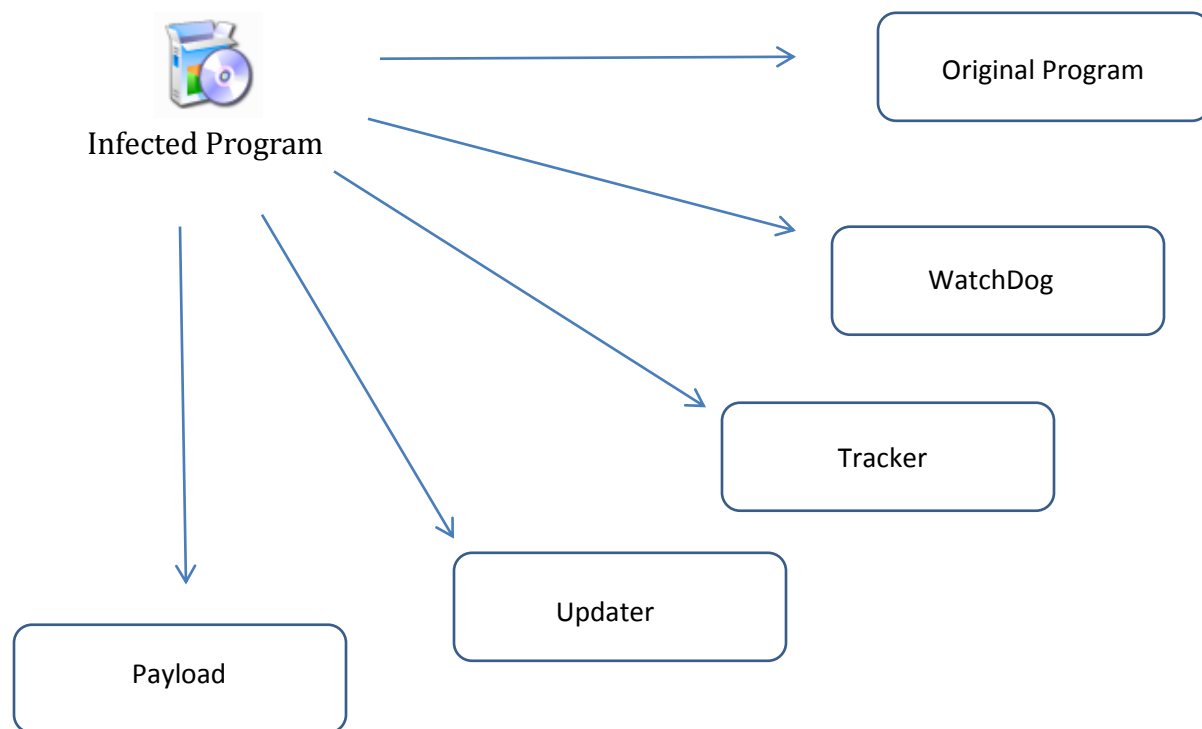 Original Program
Infected Program
WatchDog
Tracker
Updater
Payload